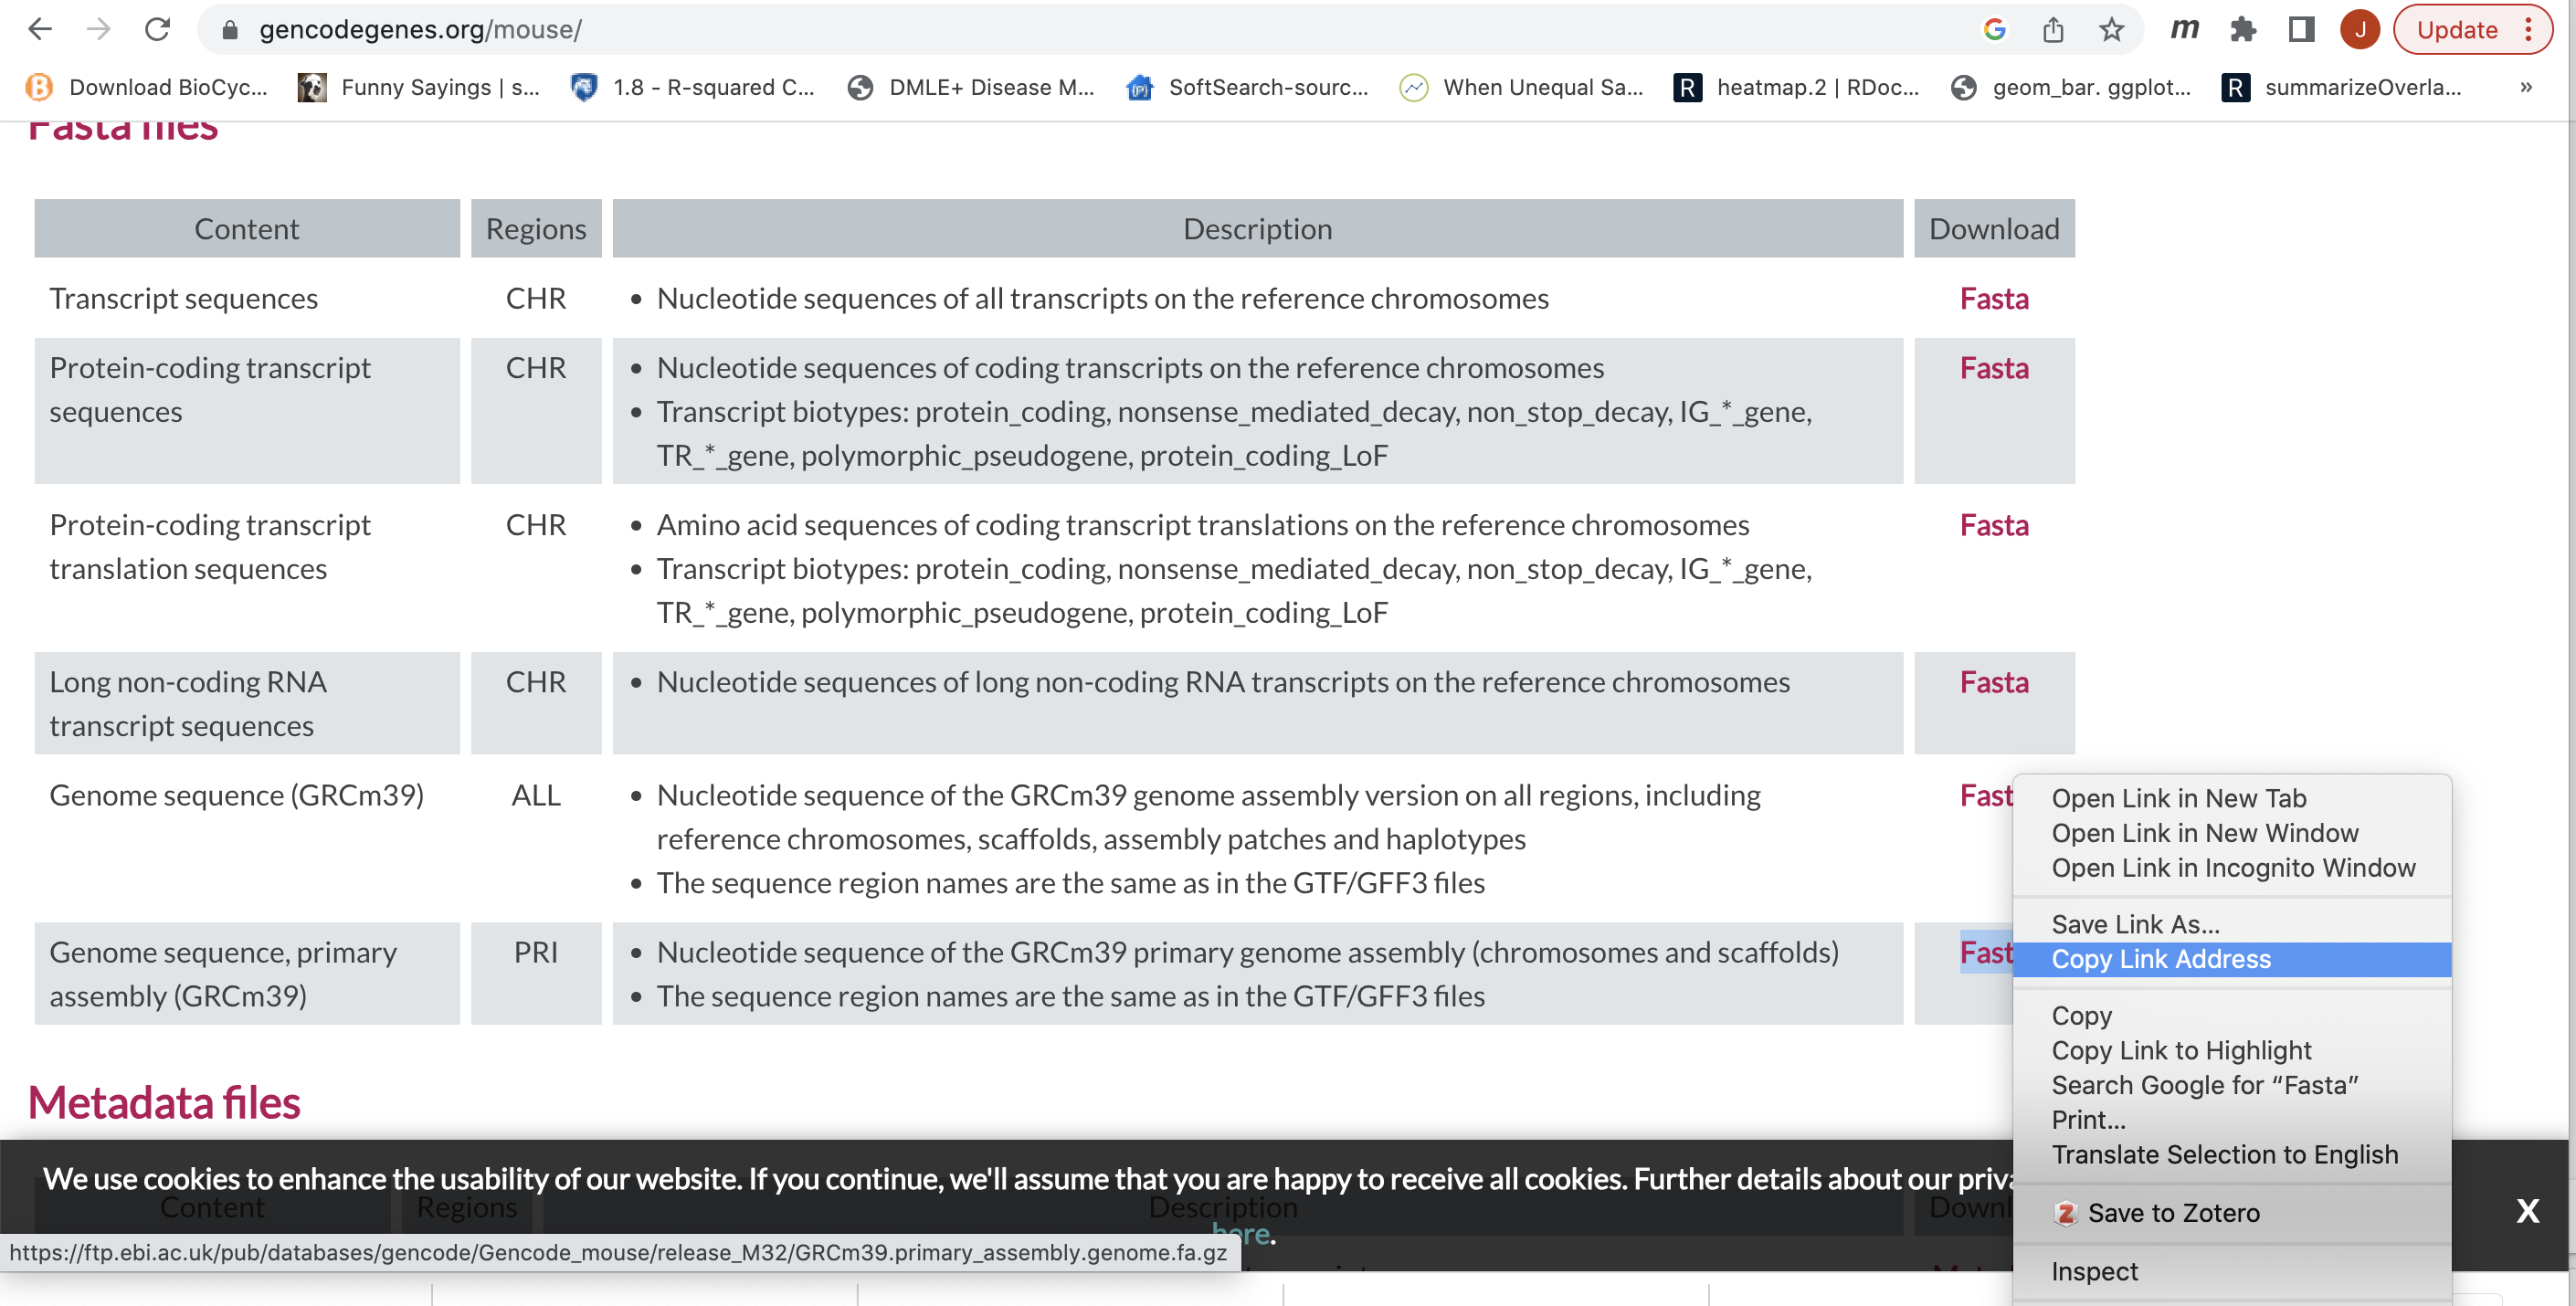 gencodegenes.org/mouse/
m
J
Update
Download BioCyc... Funny Sayings | s... 1.8 - R-squared C... DMLE+ Disease M... SoftSearch-sourc... When Unequal Sa... R heatmap.2 | RDoc... geom_bar. ggplot... R summarizeOverla... »
Fasta files
Content Regions Description Download
Transcript sequences CHR • Nucleotide sequences of all transcripts on the reference chromosomes Fasta
Protein-coding transcript CHR • Nucleotide sequences of coding transcripts on the reference chromosomes Fasta
sequences • Transcript biotypes: protein_coding, nonsense_mediated_decay, non_stop_decay, IG_*_gene,
TR_*_gene, polymorphic_pseudogene, protein_coding_LoF
Protein-coding transcript CHR • Amino acid sequences of coding transcript translations on the reference chromosomes Fasta
translation sequences • Transcript biotypes: protein_coding, nonsense_mediated_decay, non_stop_decay, IG_*_gene,
TR_*_gene, polymorphic_pseudogene, protein_coding_LoF
Long non-coding RNA CHR • Nucleotide sequences of long non-coding RNA transcripts on the reference chromosomes Fasta
transcript sequences
Genome sequence (GRCm39) ALL • Nucleotide sequence of the GRCm39 genome assembly version on all regions, including Fast
reference chromosomes, scaffolds, assembly patches and haplotypes
• The sequence region names are the same as in the GTF/GFF3 files
Genome sequence, primary PRI • Nucleotide sequence of the GRCm39 primary genome assembly (chromosomes and scaffolds) Fast
assembly (GRCm39) • The sequence region names are the same as in the GTF/GFF3 files
Open Link in New Tab
Open Link in New Window
Open Link in Incognito Window
Save Link As...
Copy Link Address
Copy
Copy Link to Highlight
Search Google for “Fasta”
Print...
Translate Selection to English
Z Save to Zotero
Inspect
Metadata files
We use cookies to enhance the usability of our website. If you continue, we'll assume that you are happy to receive all cookies. Further details about our priva
here.
X
Content Regions Description Downl
https://ftp.ebi.ac.uk/pub/databases/gencode/Gencode_mouse/release_M32/GRCm39.primary_assembly.genome.fa.gz